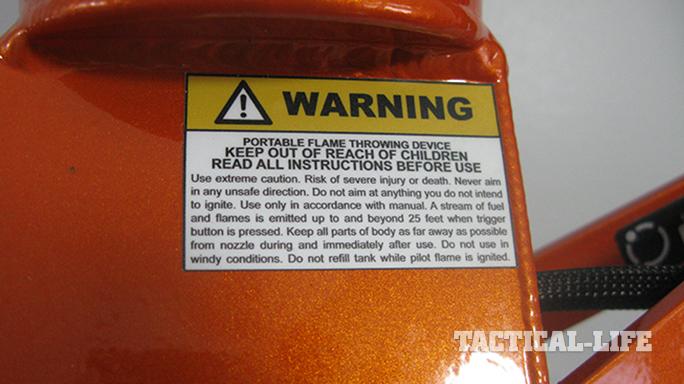 WARNING
PORTABLE FLAME THROWING DEVICE
KEEP OUT OF REACH OF CHILDREN
READ ALL INSTRUCTIONS BEFORE USE
Use extreme caution. Risk of severe injury or death. Never aim
in any unsafe direction. Do not aim at anything you do not intend
to ignite. Use only in accordance with manual. A stream of fuel
and flames is emitted up to and beyond 25 feet when trigger
button is pressed. Keep all parts of body as far away as possible
from nozzle during and immediately after use. Do not use in
windy conditions. Do not refill tank while pilot flame is ignited.
TACTICAL-LIFE